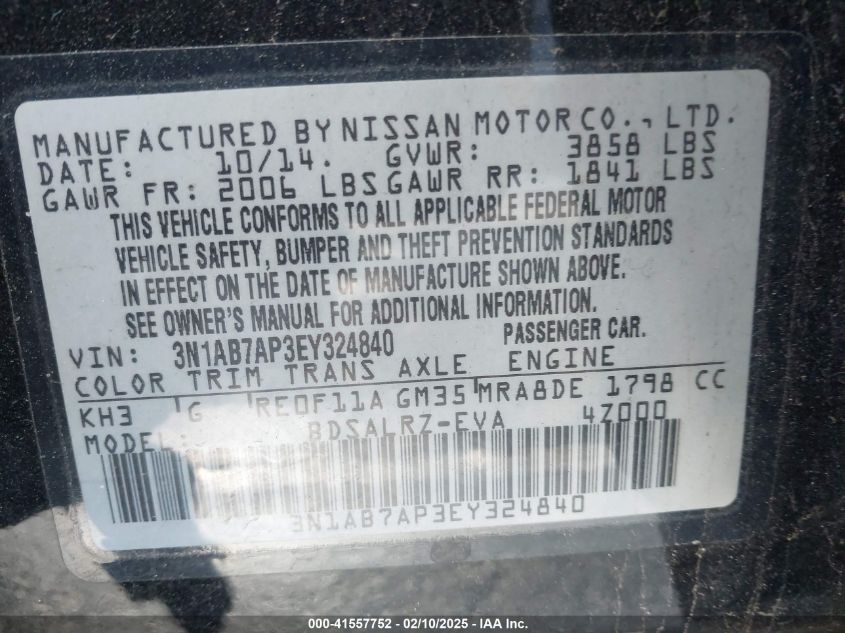 MANUFACTURED BY NISSAN MOTOR CO., LTD.
DATE: 10/14. GVWR: 3858 LBS
GAWR FR: 2006 LBS GAWR RR: 1841 LBS
THIS VEHICLE CONFORMS TO ALL APPLICABLE FEDERAL MOTOR
VEHICLE SAFETY, BUMPER AND THEFT PREVENTION STANDARDS
IN EFFECT ON THE DATE OF MANUFACTURE SHOWN ABOVE.
SEE OWNER'S MANUAL FOR ADDITIONAL INFORMATION.
VIN: 3N1AB7AP3EY324840 PASSENGER CAR.
COLOR TRIM TRANS AXLE ENGINE
KH3 G RE0F11A GM35 MRA8DE 1798 CC
MODEL: BDSALRZ-EVA 4Z000
3N1AB7AP3EY324840
000-41557752 - 02/10/2025 - IAA Inc.